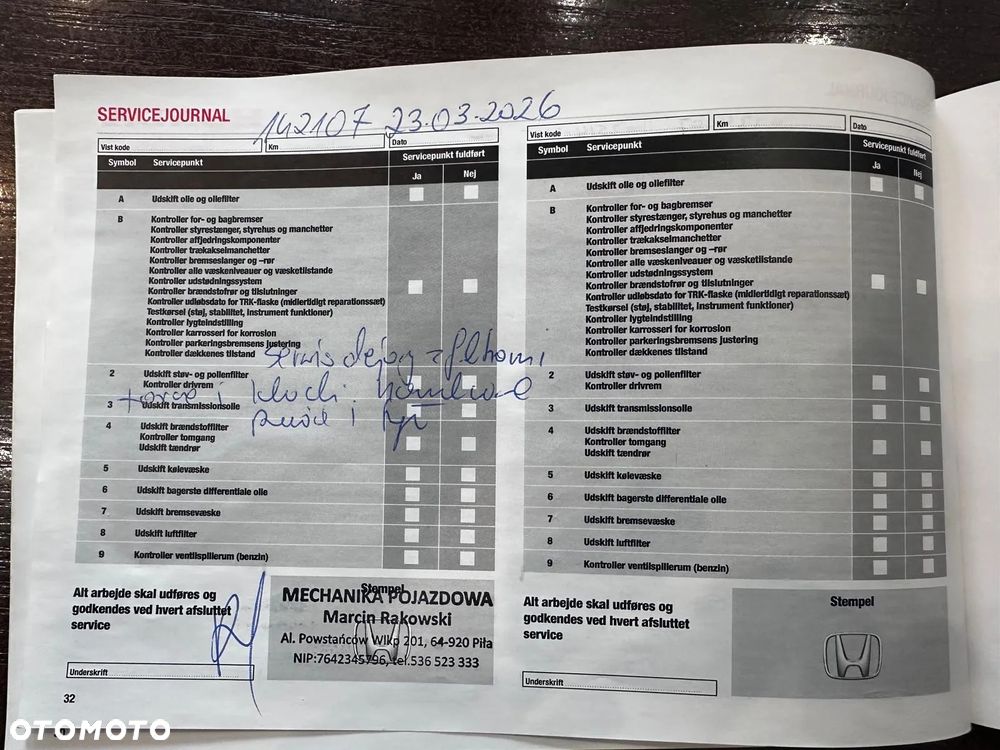 SERVICEJOURNAL
142107 23.03.2026
Vist kode
Km
Dato
Symbol
Servicepunkt
Servicepunkt fuldført
Ja
Nej
A
Udskift olie og oliefilter
B
Kontroller for- og bagbremser
Kontroller styrestænger, styrehus og manchetter
Kontroller affjedringskomponenter
Kontroller trækakselmanchetter
Kontroller bremseslanger og –rør
Kontroller alle væskeniveauer og væsketilstande
Kontroller udstødningssystem
Kontroller brændstofrør og tilslutninger
Kontroller udløbsdato for TRK-flaske (midlertidigt reparationssæt)
Testkørsel (støj, stabilitet, instrument funktioner)
Kontroller lygteindstilling
Kontroller karrosseri for korrosion
Kontroller parkeringsbremsens justering
Kontroller dækkenes tilstand
serwis
2
Udskift støv- og pollenfilter
Kontroller drivrem
i klocki
3
Udskift transmissionsolie
i tył
4
Udskift brændstoffilter
Kontroller tomgang
Udskift tændrør
5
Udskift kølevæske
6
Udskift bagerste differentiale olie
7
Udskift bremsevæske
8
Udskift luftfilter
9
Kontroller ventilspillerum (benzin)
Alt arbejde skal udføres og
godkendes ved hvert afsluttet
service
Underskrift
Stempel
MECHANIKA POJAZDOWA
Marcin Rakowski
Al. Powstańców Wlkp 201, 64-920 Piła
NIP:7642345796, tel.536 523 333
32
Vist kode
Km
Dato
Symbol
Servicepunkt
Servicepunkt fuldført
Ja
Nej
A
Udskift olie og oliefilter
B
Kontroller for- og bagbremser
Kontroller styrestænger, styrehus og manchetter
Kontroller affjedringskomponenter
Kontroller trækakselmanchetter
Kontroller bremseslanger og –rør
Kontroller alle væskeniveauer og væsketilstande
Kontroller udstødningssystem
Kontroller brændstofrør og tilslutninger
Kontroller udløbsdato for TRK-flaske (midlertidigt reparationssæt)
Testkørsel (støj, stabilitet, instrument funktioner)
Kontroller lygteindstilling
Kontroller karrosseri for korrosion
Kontroller parkeringsbremsens justering
Kontroller dækkenes tilstand
2
Udskift støv- og pollenfilter
Kontroller drivrem
3
Udskift transmissionsolie
4
Udskift brændstoffilter
Kontroller tomgang
Udskift tændrør
5
Udskift kølevæske
6
Udskift bagerste differentiale olie
7
Udskift bremsevæske
8
Udskift luftfilter
9
Kontroller ventilspillerum (benzin)
Alt arbejde skal udføres og
godkendes ved hvert afsluttet
service
Underskrift
Stempel
OTOMOTO